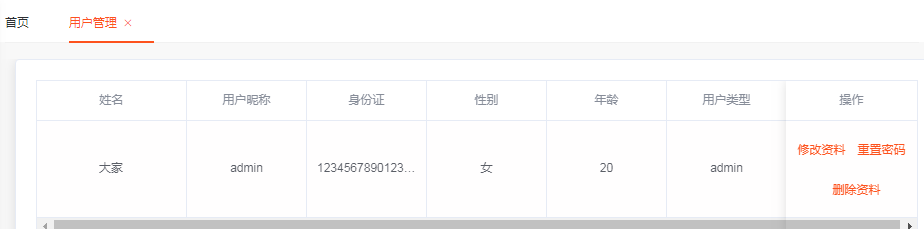 首页 用户管理 ×
姓名 用户昵称 身份证 性别 年龄 用户类型 操作
大家 admin 1234567890123... 女 20 admin 修改资料 重置密码
删除资料